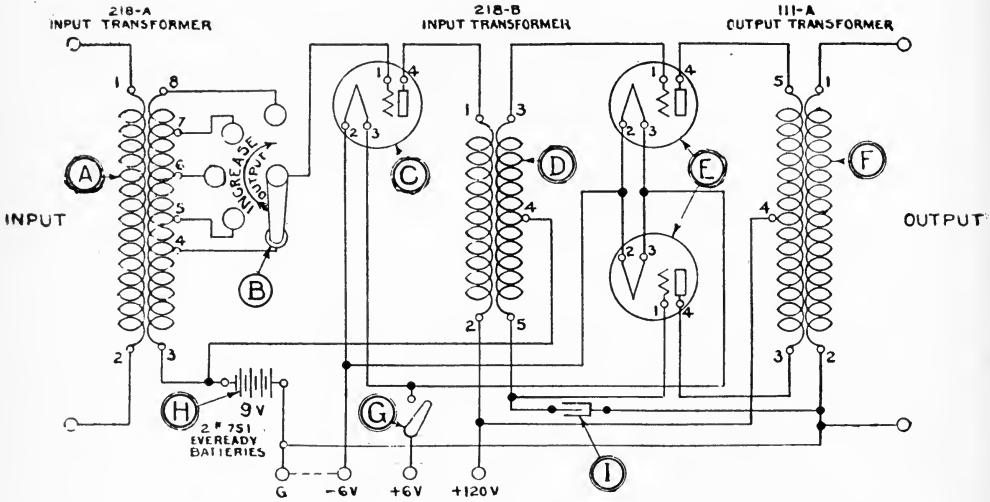 218-A
INPUT TRANSFORMER
218-B
INPUT TRANSFORMER
111-A
OUTPUT TRANSFORMER
1
8
7
6
5
4
2
3
A
INPUT
INCREASE
OUTPUT
B
1
4
2
3
C
1
3
4
2
5
D
1
4
2
3
E
2
3
1
4
5
1
4
3
2
F
OUTPUT
H
9V
2 # 751
EVEREADY
BATTERIES
G
I
G
-6V
+6V
+120V